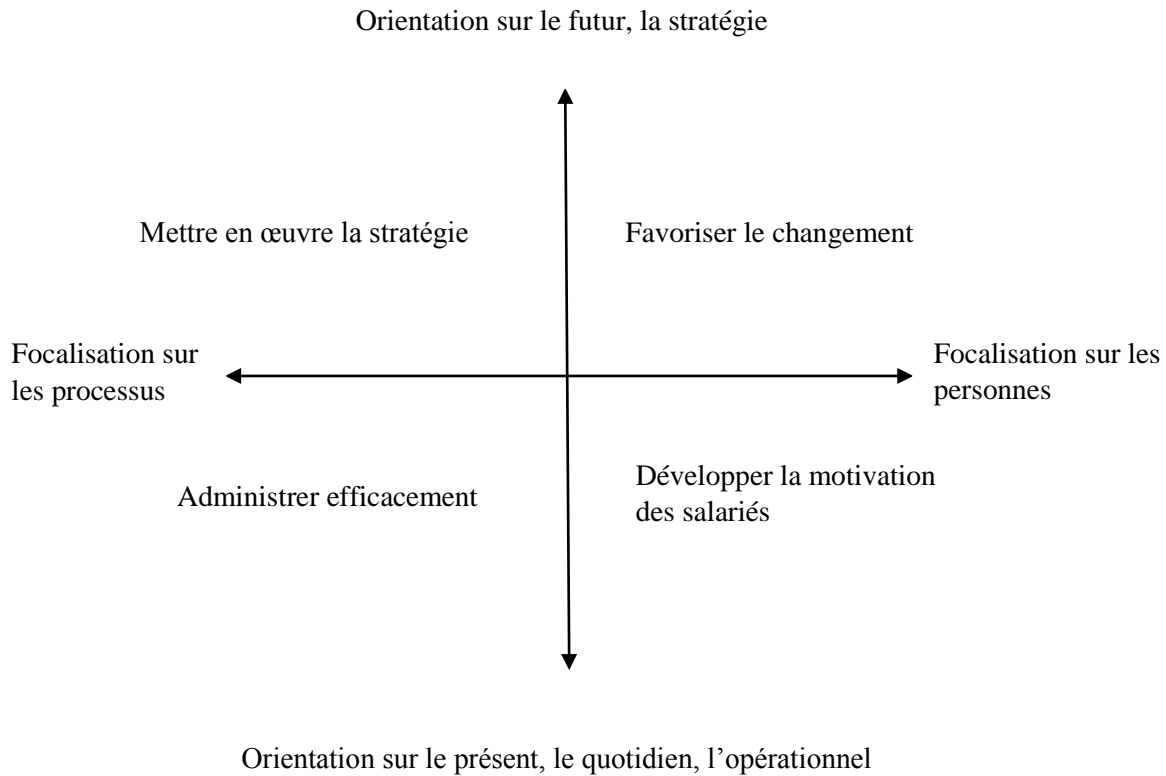 Orientation sur le futur, la stratégie
Mettre en œuvre la stratégie
Favoriser le changement
Focalisation sur
les processus
Focalisation sur les
personnes
Administrer efficacement
Développer la motivation
des salariés
Orientation sur le présent, le quotidien, l’opérationnel